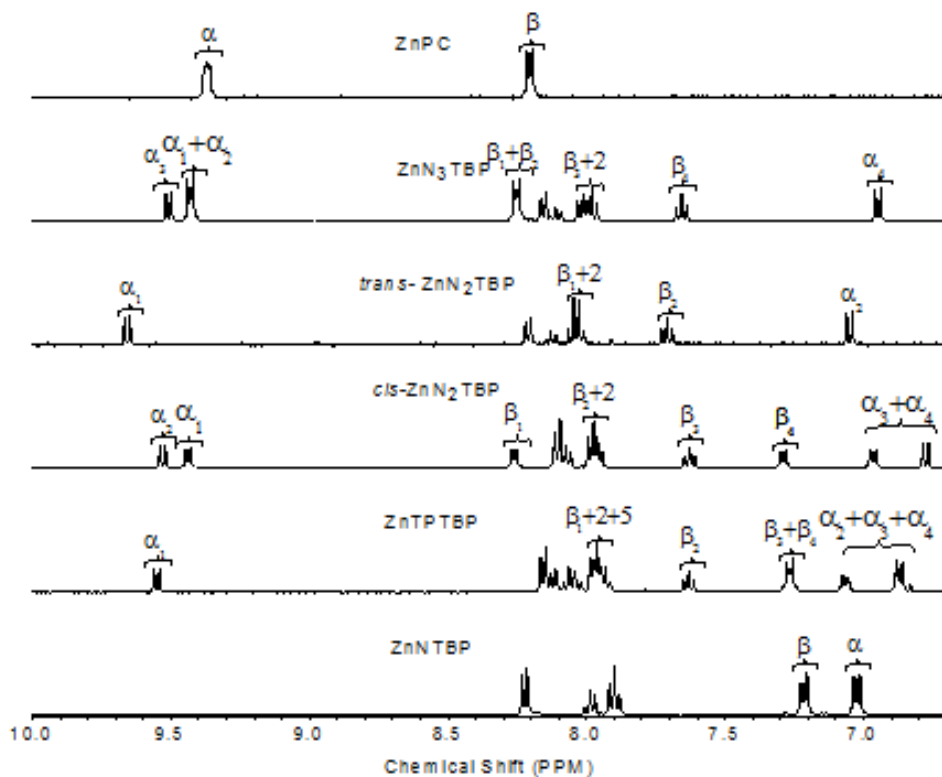 α ZnPC β
α₃ α₁+α₂ ZnN₃TBP β₁+β₂ β₃+2 β₄ α₄
α₁ trans- ZnN₂TBP β₁+2 β₂ α₂
α₂ α₁ cis-ZnN₂TBP β₁ β₂+2 β₃ β₄ α₃+α₄
α₁ ZnTPTBP β₁+2+5 β₂ β₃+β₄ α₂+α₃+α₄
ZnNTBP β α
10.0 9.5 9.0 8.5 8.0 7.5 7.0
Chemical Shift (PPM)